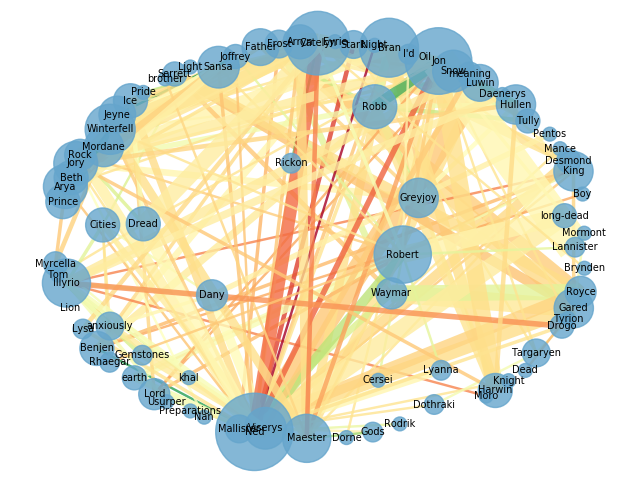 Catelyn
Arryn
Eyrie
Frost
Stark
Night
Father
Bran
Joffrey
I'd
Oil
Jon
Sansa
Light
Snow
meaning
Sarrett
brother
Luwin
Pride
Daenerys
Ice
Hullen
Robb
Jeyne
Tully
Winterfell
Pentos
Mordane
Mance
Rock
Desmond
Jory
Rickon
King
Beth
Arya
Boy
Prince
Greyjoy
long-dead
Cities
Dread
Mormont
Lannister
Robert
Myrcella
Brynden
Tom
Illyrio
Royce
Dany
Waymar
Lion
Gared
Tyrion
Drogo
anxiously
Lysa
Benjen
Targaryen
Gemstones
Rhaegar
Lyanna
Dead
earth
khal
Cersei
Knight
Harwin
Lord
Moro
Usurper
Dothraki
Preparations
Nan
Rodrik
Mallister
Viserys
Ned
Gods
Maester
Dorne